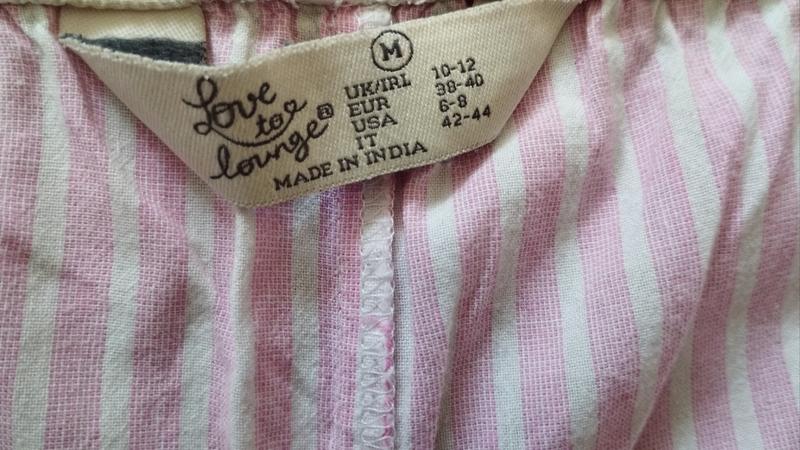 M
Love
to
lounge®
UK/IRL 10-12
EUR 38-40
USA 6-8
IT 42-44
MADE IN INDIA